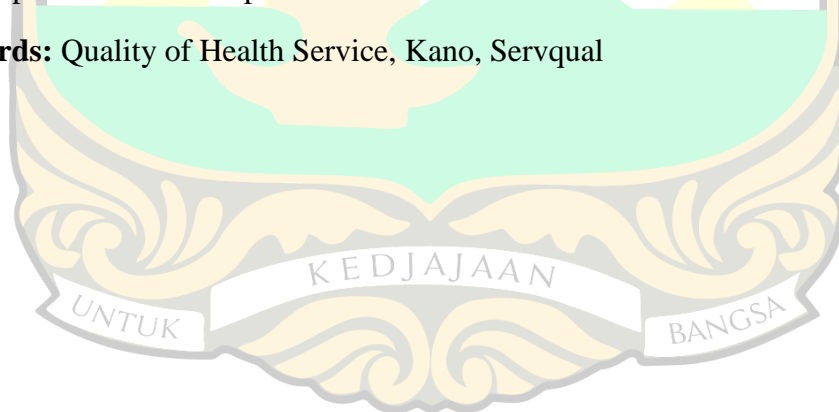 rds: Quality of Health Service, Kano, Servqual
KEDJAJAAN
UNTUK
BANGSA